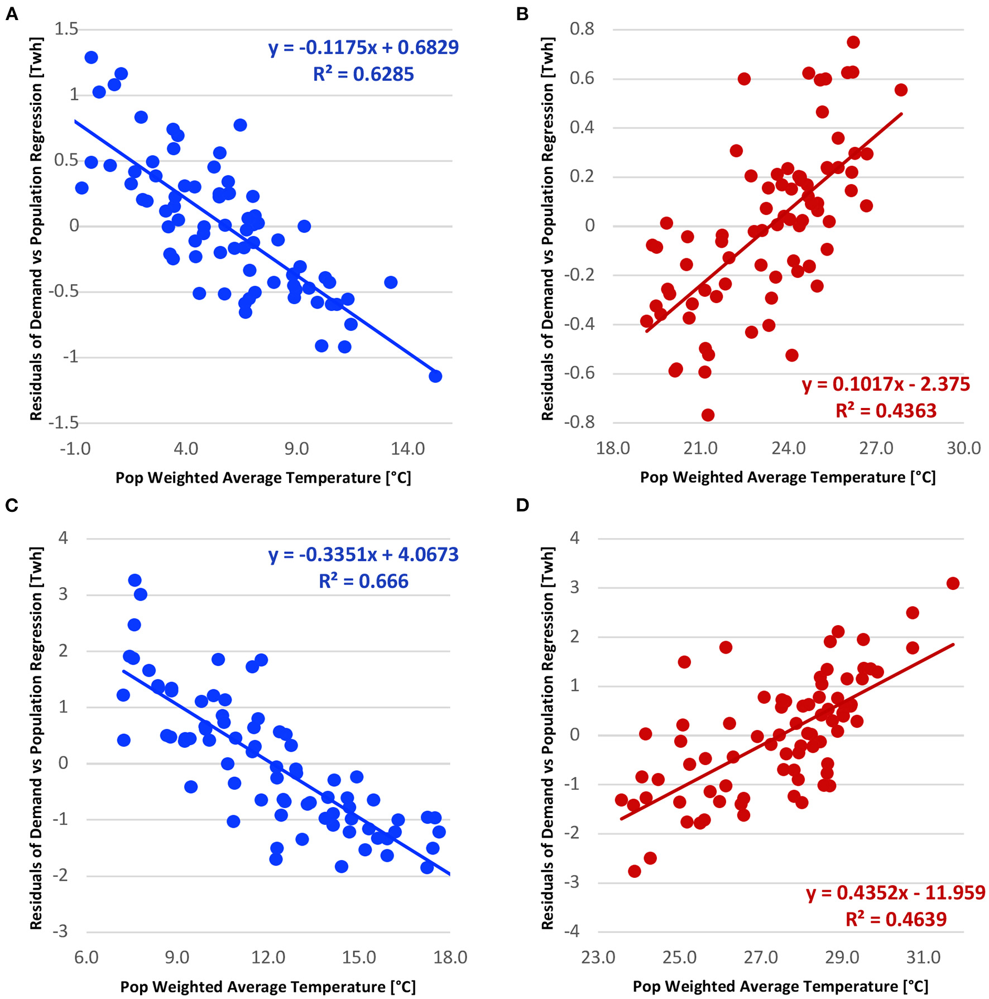 A
Residuals of Demand vs Population Regression [Twh]
1.5
1
0.5
0
-0.5
-1
-1.5
y = -0.1175x + 0.6829
R² = 0.6285
-1.0 4.0 9.0 14.0
Pop Weighted Average Temperature [°C]
B
Residuals of Demand vs Population Regression [Twh]
0.8
0.6
0.4
0.2
0
-0.2
-0.4
-0.6
-0.8
y = 0.1017x - 2.375
R² = 0.4363
18.0 21.0 24.0 27.0 30.0
Pop Weighted Average Temperature [°C]
C
Residuals of Demand vs Population Regression [Twh]
4
3
2
1
0
-1
-2
-3
y = -0.3351x + 4.0673
R² = 0.666
6.0 9.0 12.0 15.0 18.0
Pop Weighted Average Temperature [°C]
D
Residuals of Demand vs Population Regression [Twh]
4
3
2
1
0
-1
-2
-3
-4
y = 0.4352x - 11.959
R² = 0.4639
23.0 25.0 27.0 29.0 31.0
Pop Weighted Average Temperature [°C]